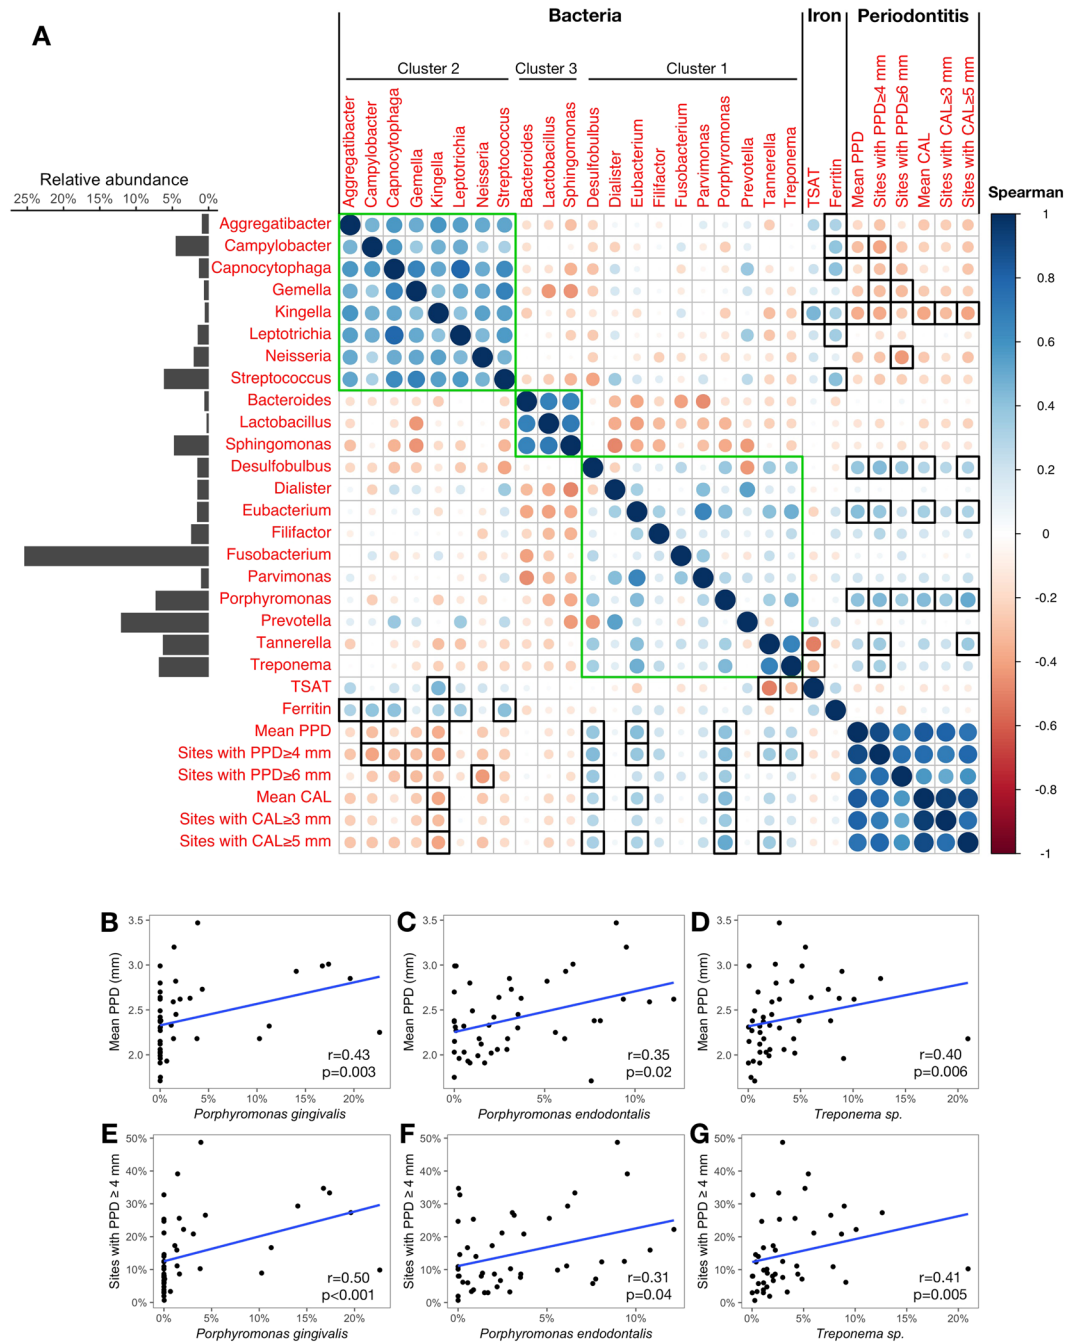 A
Bacteria
Iron
Periodontitis
Cluster 2
Cluster 3
Cluster 1
Aggregatibacter
Campylobacter
Capnocytophaga
Gemella
Kingella
Leptotrichia
Neisseria
Streptococcus
Bacteroides
Lactobacillus
Sphingomonas
Desulfobulbus
Dialister
Eubacterium
Filifactor
Fusobacterium
Parvimonas
Porphyromonas
Prevotella
Tannerella
Treponema
TSAT
Ferritin
Mean PPD
Sites with PPD≥4 mm
Sites with PPD≥6 mm
Mean CAL
Sites with CAL≥3 mm
Sites with CAL≥5 mm
Relative abundance
25% 20% 15% 10% 5% 0%
Spearman
1
0.8
0.6
0.4
0.2
0
-0.2
-0.4
-0.6
-0.8
-1
Aggregatibacter
Campylobacter
Capnocytophaga
Gemella
Kingella
Leptotrichia
Neisseria
Streptococcus
Bacteroides
Lactobacillus
Sphingomonas
Desulfobulbus
Dialister
Eubacterium
Filifactor
Fusobacterium
Parvimonas
Porphyromonas
Prevotella
Tannerella
Treponema
TSAT
Ferritin
Mean PPD
Sites with PPD≥4 mm
Sites with PPD≥6 mm
Mean CAL
Sites with CAL≥3 mm
Sites with CAL≥5 mm
B
Mean PPD (mm)
3.5
3.0
2.5
2.0
r=0.43
p=0.003
0% 5% 10% 15% 20%
Porphyromonas gingivalis
C
Mean PPD (mm)
3.5
3.0
2.5
2.0
r=0.35
p=0.02
0% 5% 10%
Porphyromonas endodontalis
D
Mean PPD (mm)
3.5
3.0
2.5
2.0
r=0.40
p=0.006
0% 5% 10% 15% 20%
Treponema sp.
E
Sites with PPD ≥ 4 mm
50%
40%
30%
20%
10%
0%
r=0.50
p<0.001
0% 5% 10% 15% 20%
Porphyromonas gingivalis
F
Sites with PPD ≥ 4 mm
50%
40%
30%
20%
10%
0%
r=0.31
p=0.04
0% 5% 10%
Porphyromonas endodontalis
G
Sites with PPD ≥ 4 mm
50%
40%
30%
20%
10%
0%
r=0.41
p=0.005
0% 5% 10% 15% 20%
Treponema sp.